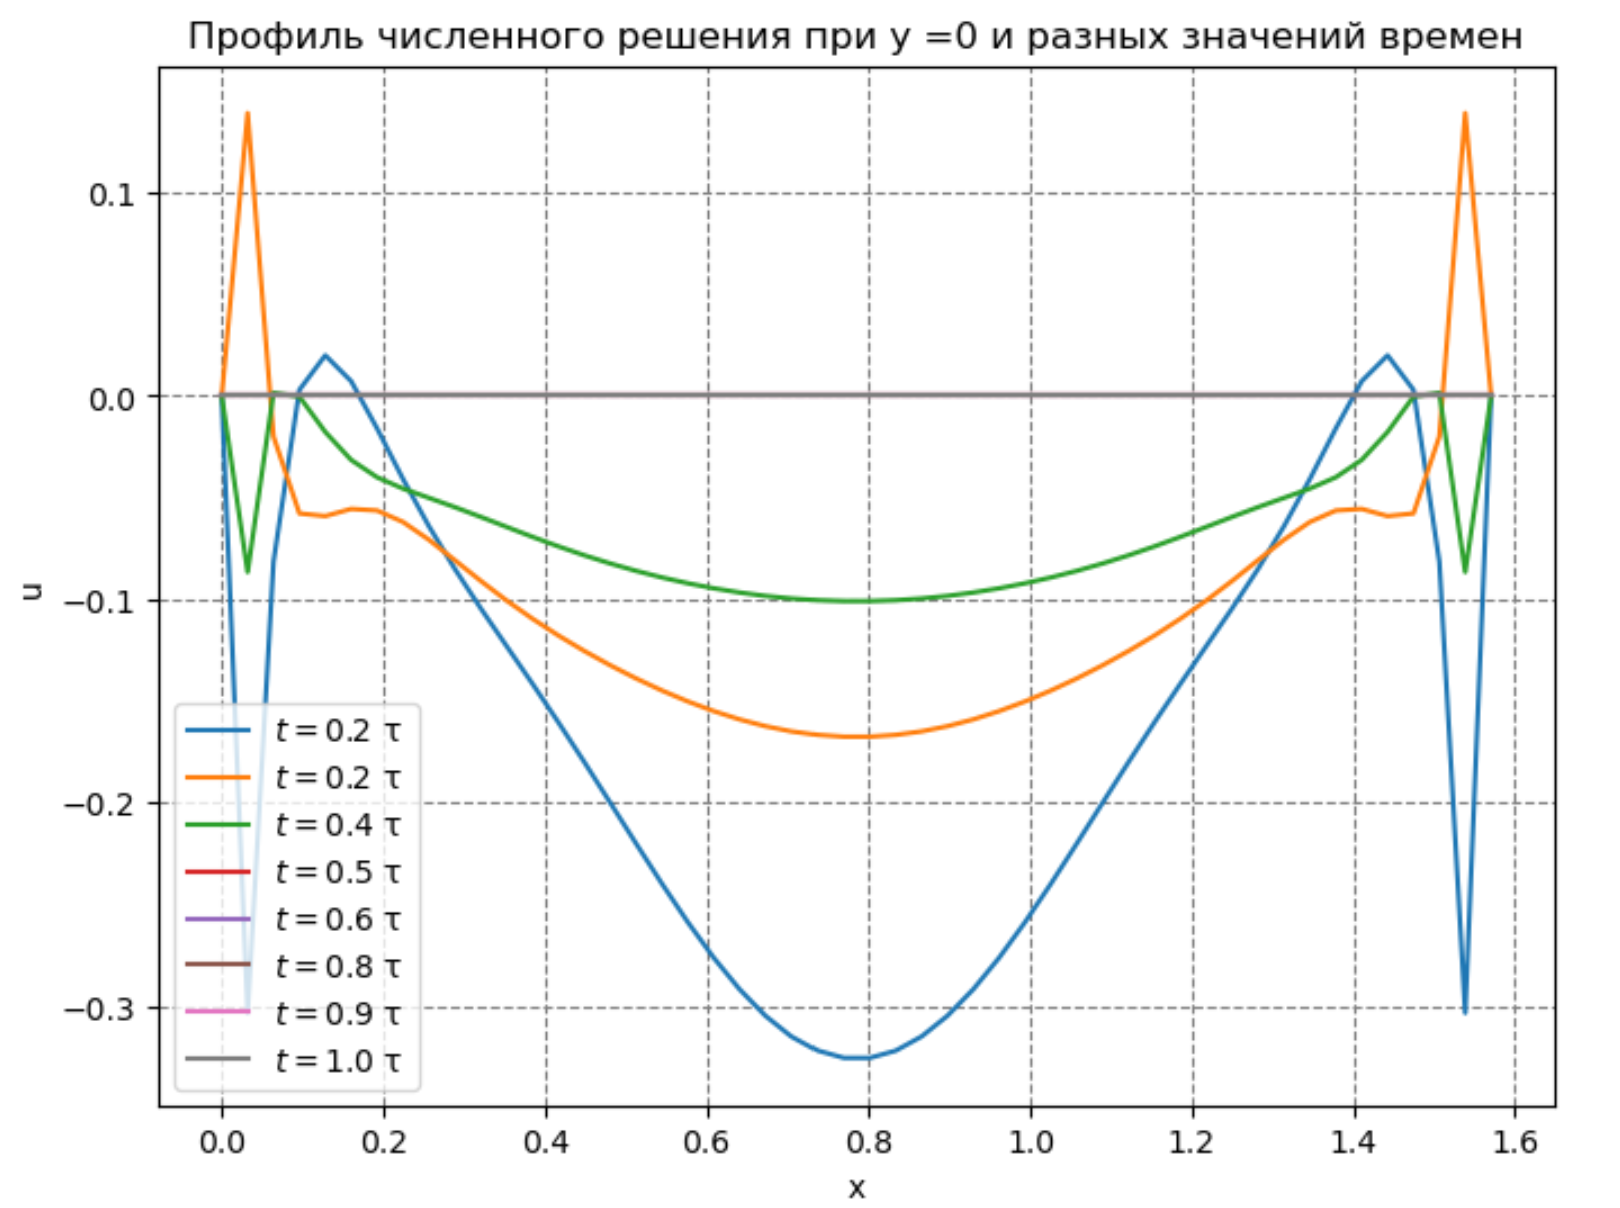 Профиль численного решения при y =0 и разных значений времен
0.1
0.0
−0.1
−0.2
−0.3
u
t = 0.2 τ
t = 0.2 τ
t = 0.4 τ
t = 0.5 τ
t = 0.6 τ
t = 0.8 τ
t = 0.9 τ
t = 1.0 τ
0.0 0.2 0.4 0.6 0.8 1.0 1.2 1.4 1.6
x